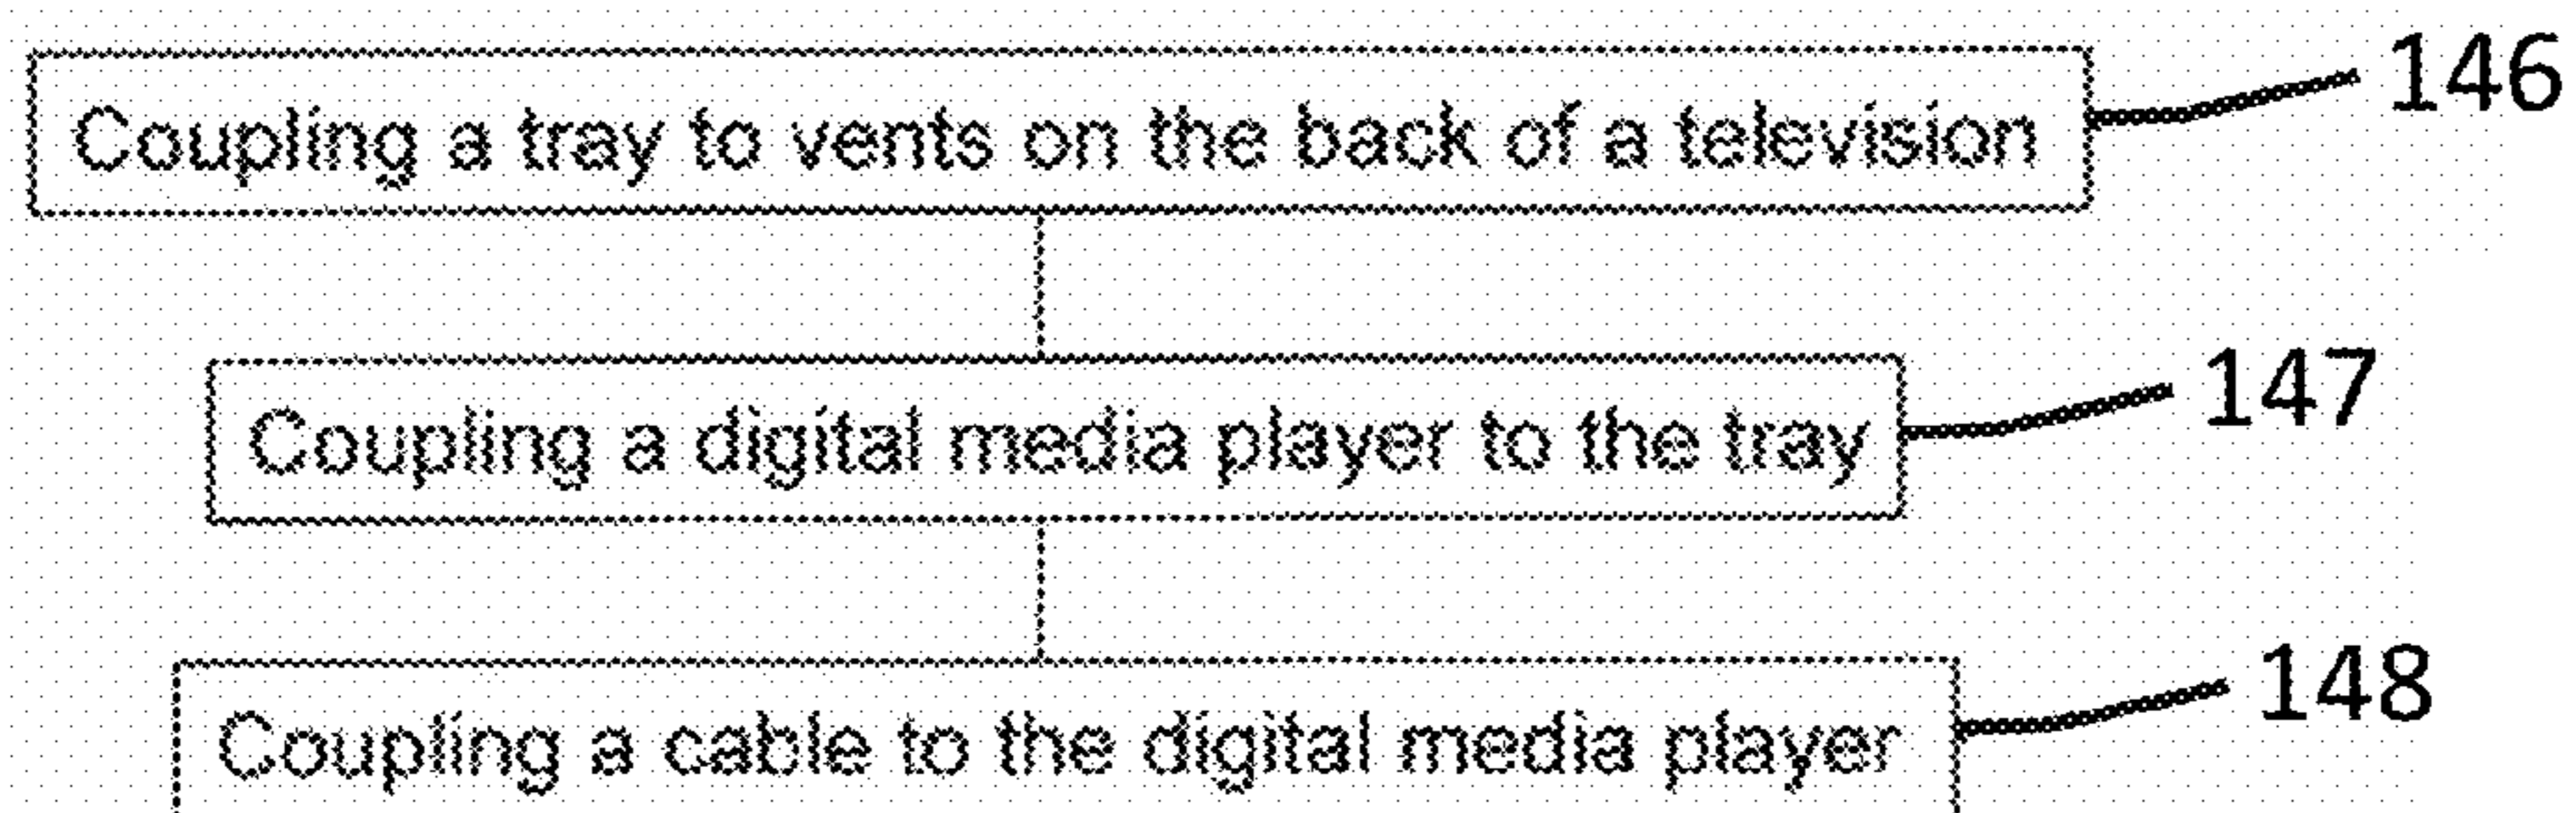 Coupling a tray to vents on the back of a television 146
Coupling a digital media player to the tray 147
Coupling a cable to the digital media player 148